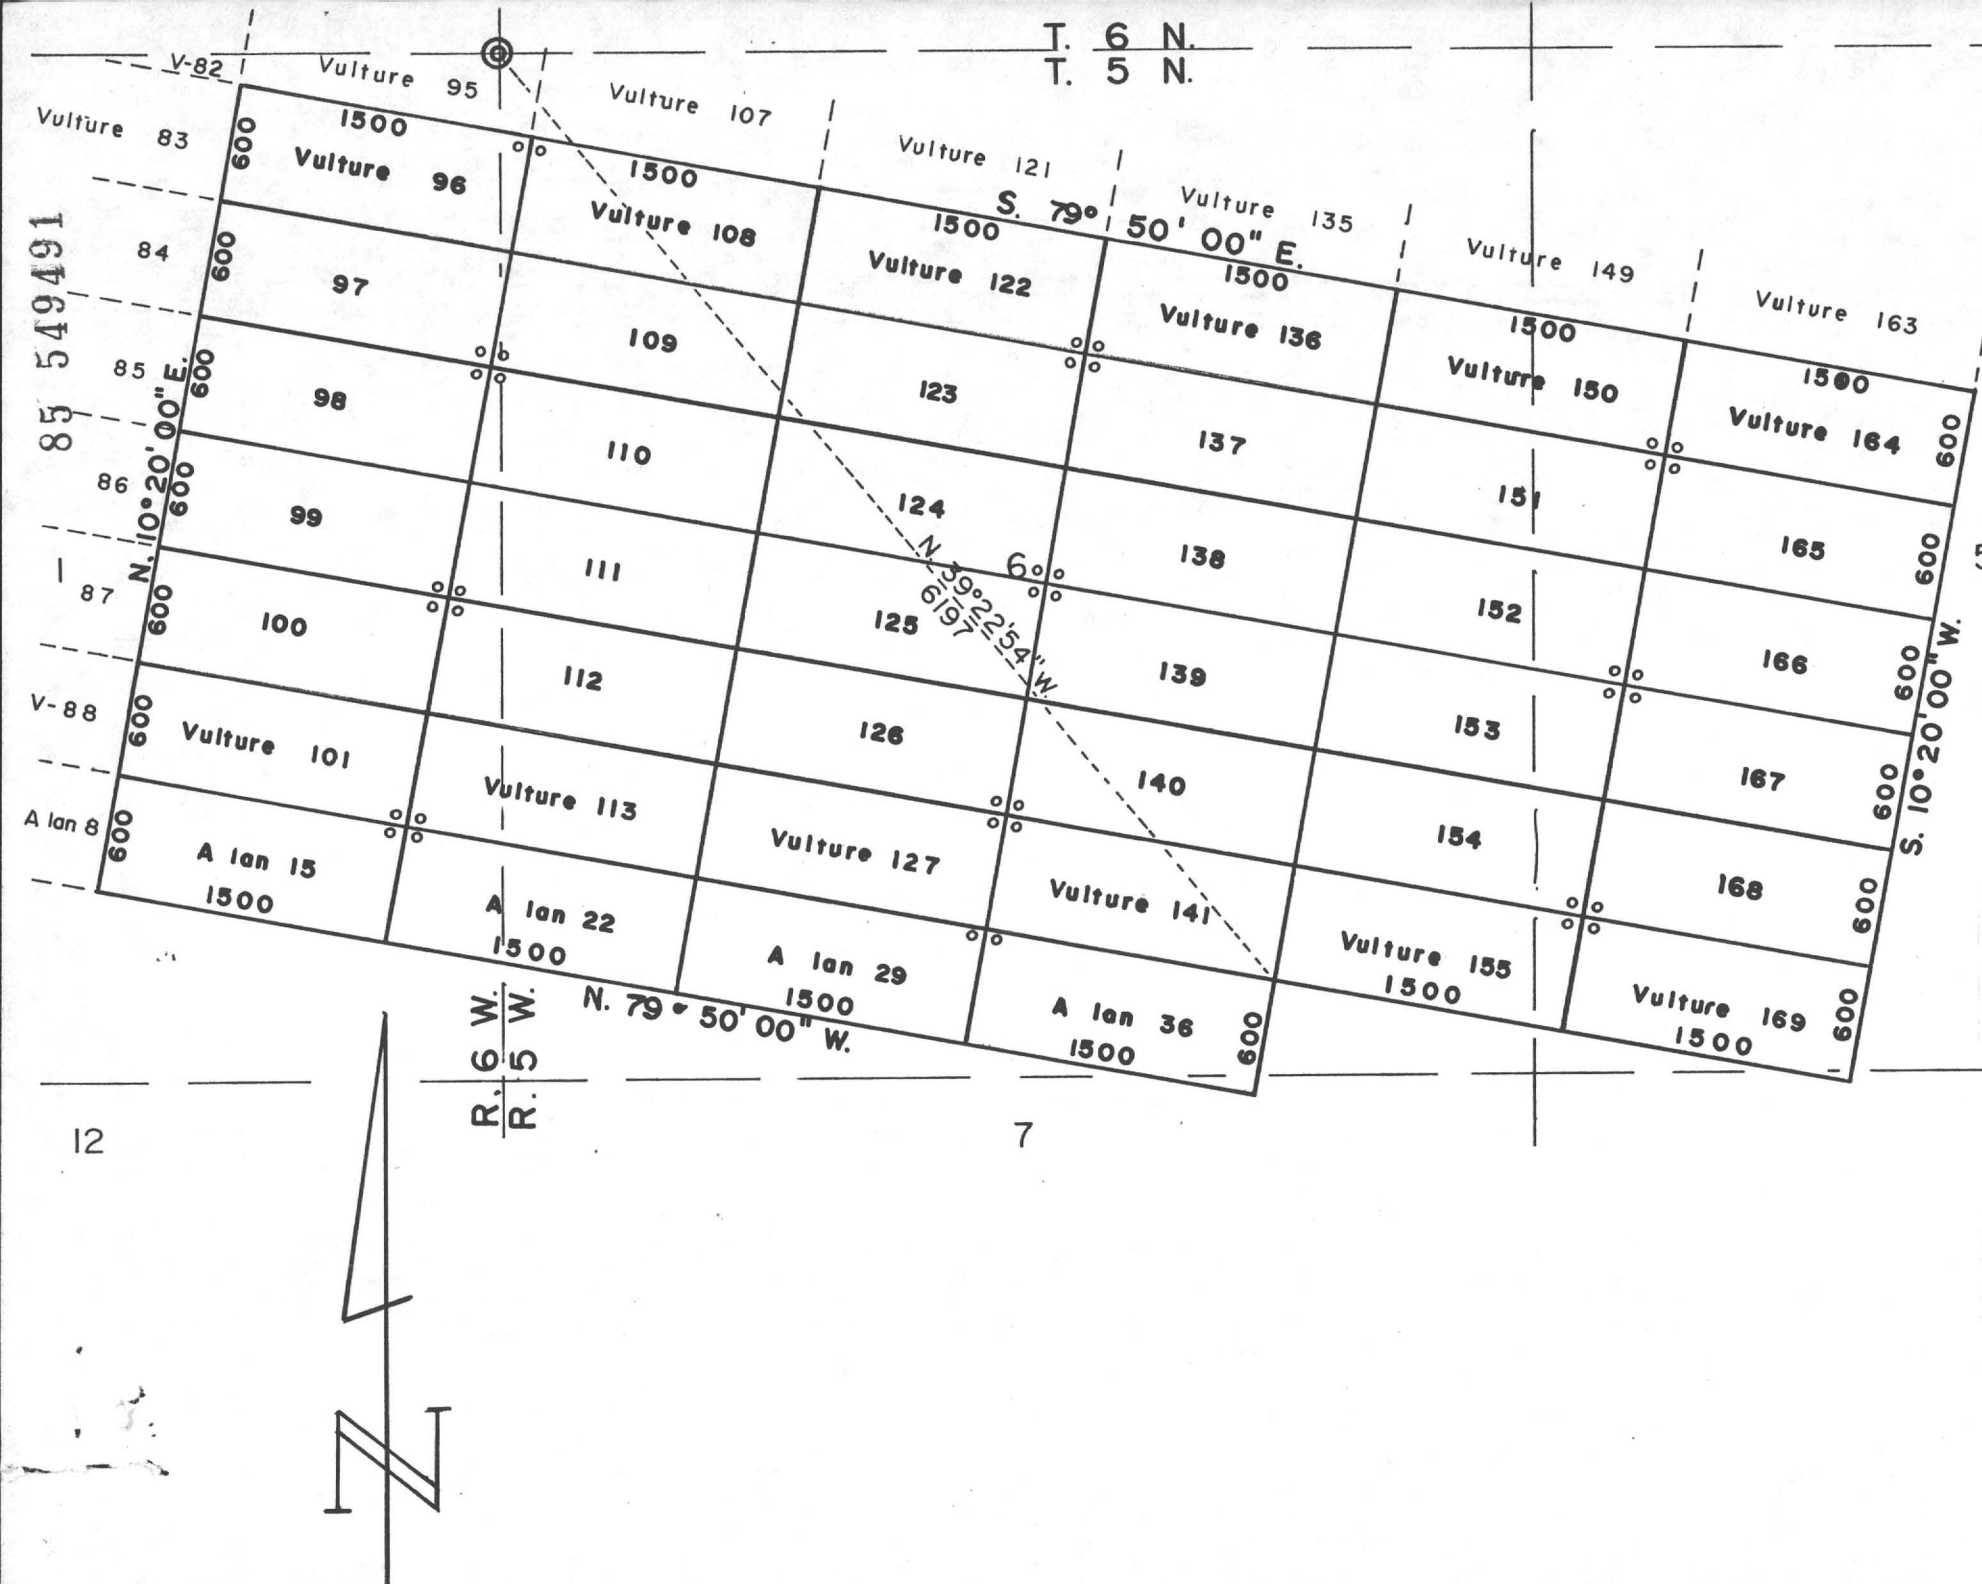 T. 6 N.
T. 5 N.
V-82
Vulture 95
Vulture 107
Vulture 121
Vulture 135
Vulture 149
Vulture 163
Vulture 83
84
85
86
87
V-88
A lan 8
85 549491
S. 79° 50' 00" E.
N. 10° 20' 00" E.
1500
1500
1500
1500
1500
1500
600
600
600
600
600
600
600
Vulture 96
97
98
99
100
Vulture 101
A lan 15
1500
Vulture 108
109
110
111
112
Vulture 113
A lan 22
1500
Vulture 122
123
124
125
126
Vulture 127
A lan 29
1500
Vulture 136
137
138
139
140
Vulture 141
A lan 36
1500
600
Vulture 150
151
152
153
154
Vulture 155
1500
Vulture 164
165
166
167
168
Vulture 169
1500
600
600
600
600
600
600
S. 10° 20' 00" W.
6
N 39° 22' 54" W
6197
N. 79° 50' 00" W.
R. 6 W.
R. 5 W.
12
7
N